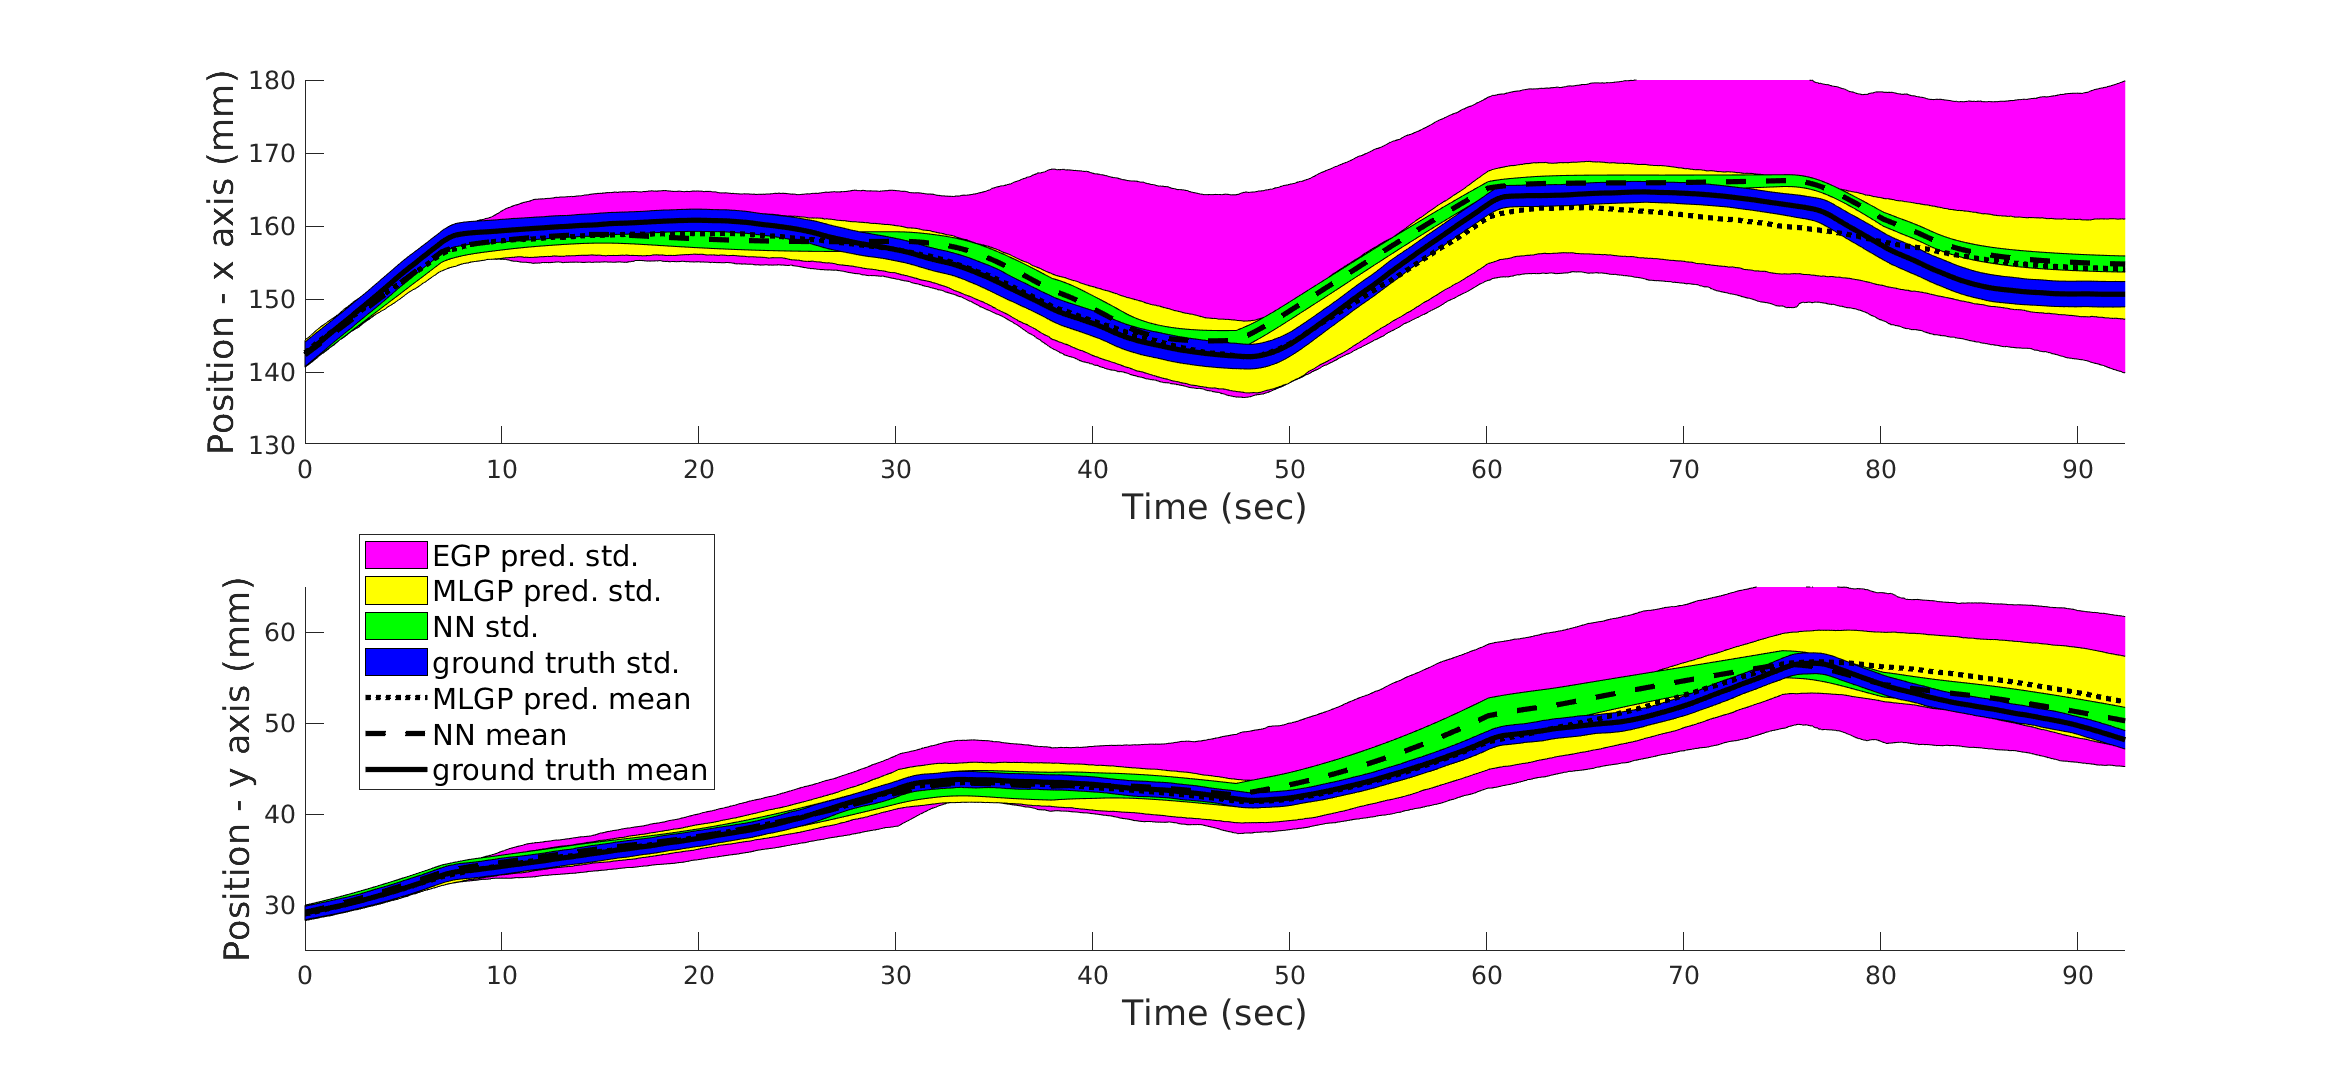 Position - x axis (mm)
180
170
160
150
140
130
0 10 20 30 40 50 60 70 80 90
Time (sec)
EGP pred. std.
MLGP pred. std.
NN std.
ground truth std.
MLGP pred. mean
NN mean
ground truth mean
Position - y axis (mm)
60
50
40
30
0 10 20 30 40 50 60 70 80 90
Time (sec)